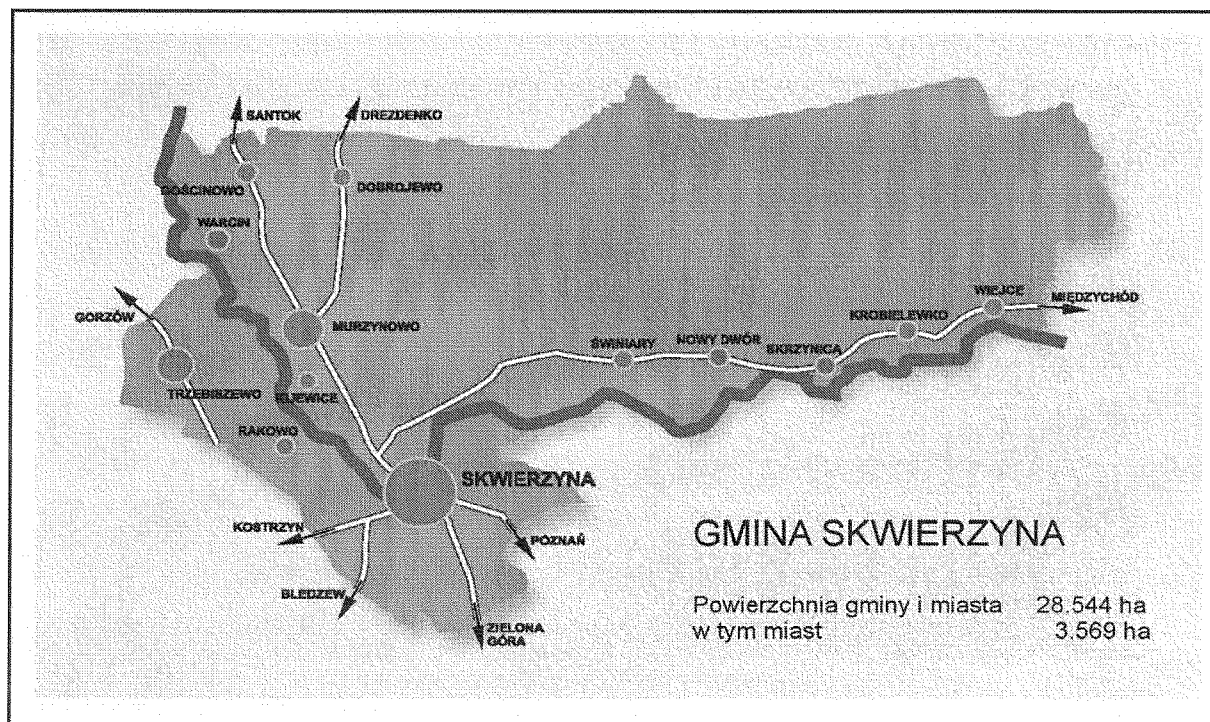 SANTOK
DREZDENKO
GOŚCINOWO
DOBROJEWO
WARCIN
GORZÓW
MURZYNOWO
WIEJCE
MIĘDZYCHÓD
KROBIELEWKO
ŚWINIARY
NOWY DWÓR
SKRZYNICA
TRZEBISZEWO
KIJEWICE
RAKOWO
SKWIERZYNA
KOSTRZYN
POZNAŃ
BLEDZEW
ZIELONA
GÓRA
GMINA SKWIERZYNA
Powierzchnia gminy i miasta 28.544 ha
w tym miast 3.569 ha